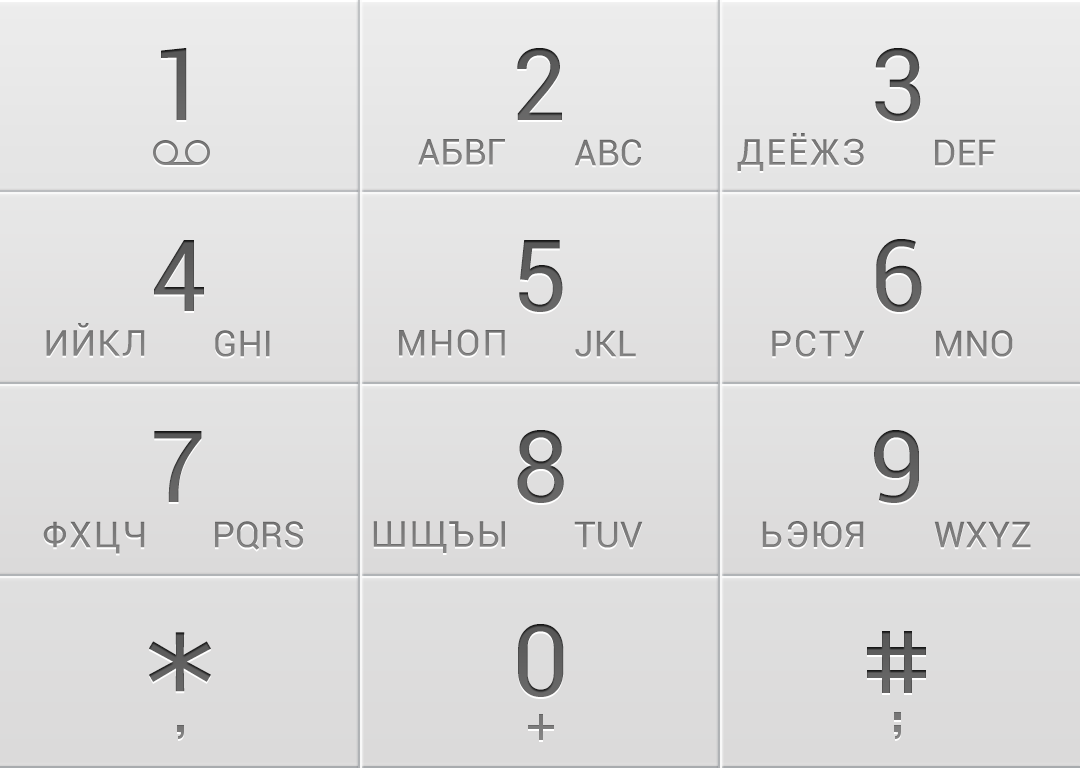 1 2 3
АБВГ ABC ДЕЁЖЗ DEF
4 5 6
ИЙКЛ GHI МНОП JKL РСТУ MNO
7 8 9
ФХЦЧ PQRS ШЩЪЫ TUV ЬЭЮЯ WXYZ
* 0 #
, + ;